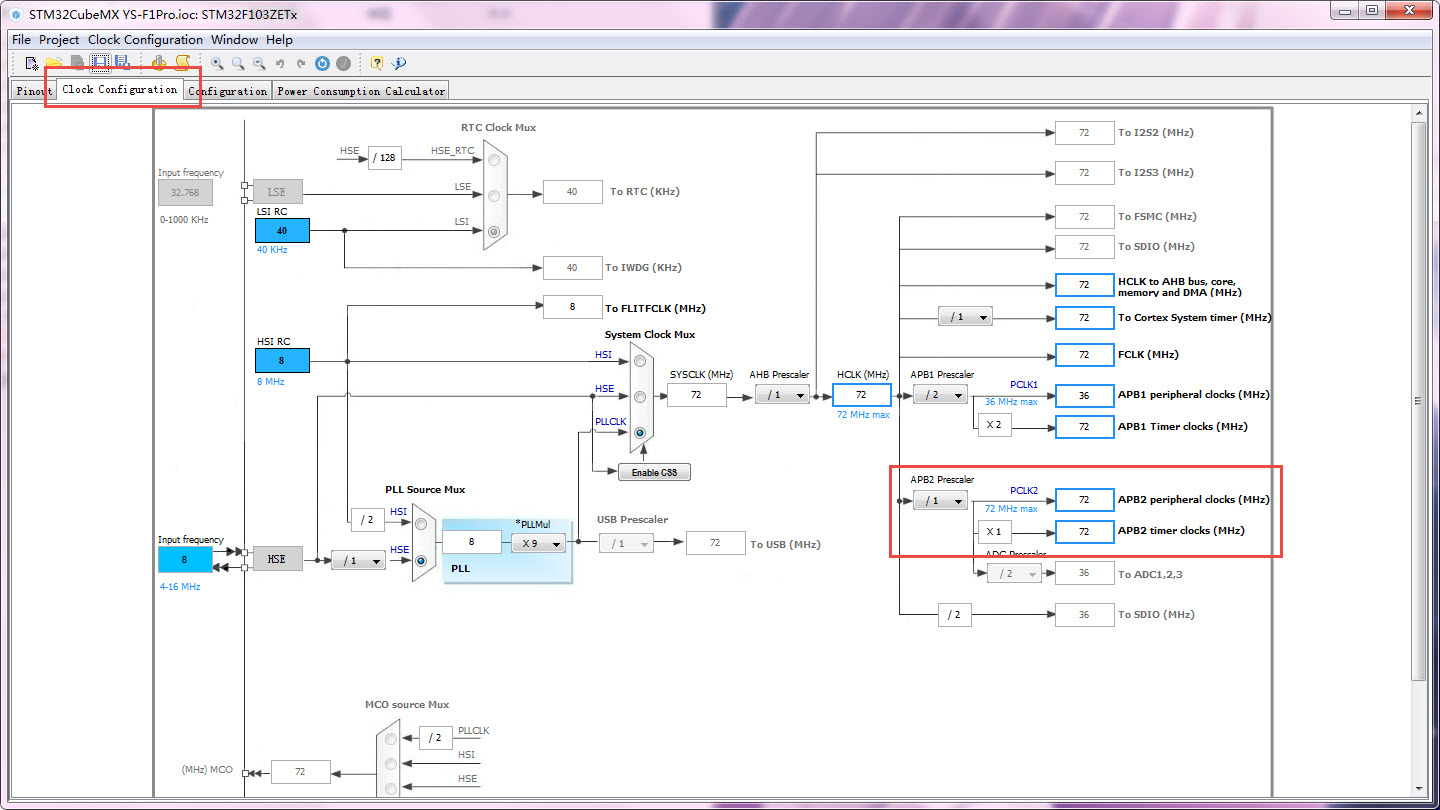 STM32CubeMX YS-F1Pro.ioc: STM32F103ZETx
File Project Clock Configuration Window Help
Pinout Clock Configuration Configuration Power Consumption Calculator
RTC Clock Mux
HSE / 128 HSE_RTC
Input frequency
32.768
0-1000 KHz
LSE
LSE
40
To RTC (KHz)
LSI RC
40
40 KHz
LSI
40
To IWDG (KHz)
8
To FLITFCLK (MHz)
System Clock Mux
HSI RC
8
8 MHz
HSI
HSE
PLLCLK
SYSCLK (MHz)
72
AHB Prescaler
/ 1
HCLK (MHz)
72
72 MHz max
Enable CSS
PLL Source Mux
/ 2
HSI
HSE
Input frequency
8
4-16 MHz
HSE
/ 1
8
*PLLMul
X 9
PLL
USB Prescaler
/ 1
72
To USB (MHz)
72
To I2S2 (MHz)
72
To I2S3 (MHz)
72
To FSMC (MHz)
72
To SDIO (MHz)
72
HCLK to AHB bus, core,
memory and DMA (MHz)
/ 1
72
To Cortex System timer (MHz)
72
FCLK (MHz)
APB1 Prescaler
/ 2
PCLK1
36 MHz max
36
APB1 peripheral clocks (MHz)
X 2
72
APB1 Timer clocks (MHz)
APB2 Prescaler
/ 1
PCLK2
72 MHz max
72
APB2 peripheral clocks (MHz)
X 1
72
APB2 timer clocks (MHz)
ADC Prescaler
/ 2
36
To ADC1,2,3
/ 2
36
To SDIO (MHz)
MCO source Mux
/ 2
PLLCLK
HSI
HSE
(MHz) MCO
72